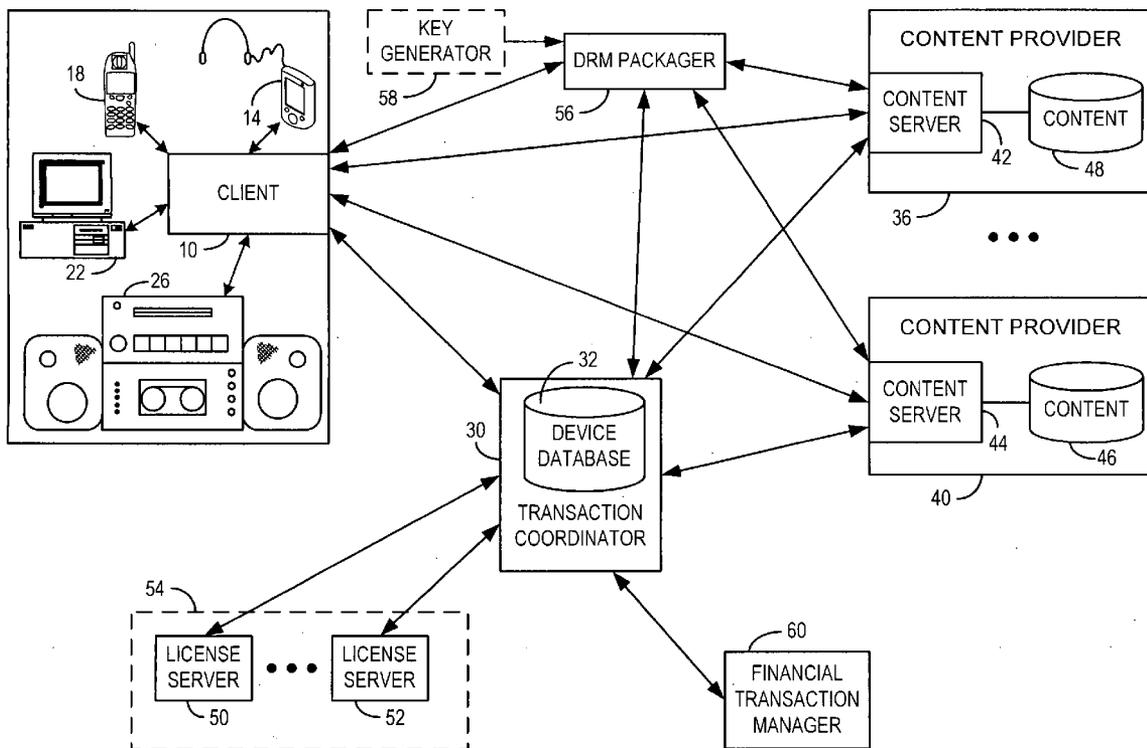 KEY
GENERATOR
58
DRM PACKAGER
56
CONTENT PROVIDER
CONTENT
SERVER
42
CONTENT
48
36
18
14
CLIENT
10
22
26
CONTENT PROVIDER
CONTENT
SERVER
44
CONTENT
46
40
32
30
DEVICE
DATABASE
TRANSACTION
COORDINATOR
54
LICENSE
SERVER
50
LICENSE
SERVER
52
60
FINANCIAL
TRANSACTION
MANAGER